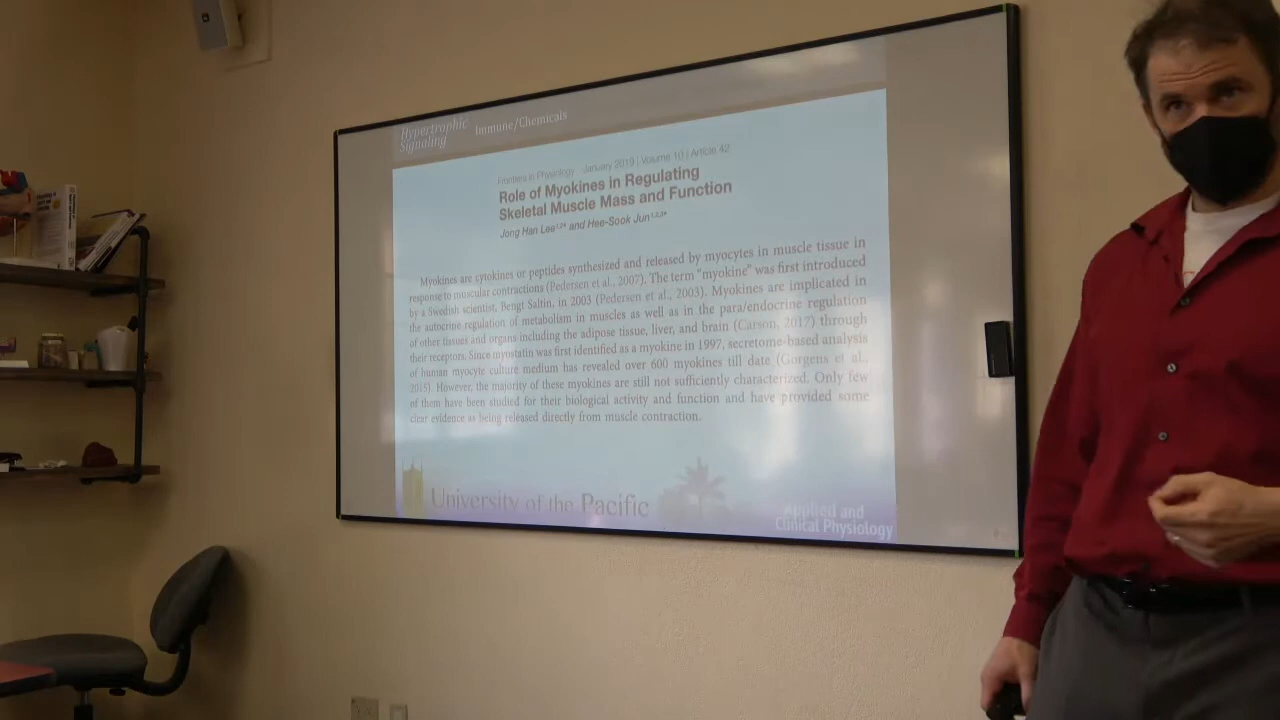 Hypertrophic
Signaling
Immune/Chemicals
Frontiers in Physiology January 2019 | Volume 10 | Article 42
Role of Myokines in Regulating
Skeletal Muscle Mass and Function
Jong Han Lee and Hee-Sook Jun
Myokines are cytokines or peptides synthesized and released by myocytes in muscle tissue in
response to muscular contractions (Pedersen et al., 2007). The term "myokine" was first introduced
by a Swedish scientist, Bengt Saltin, in 2003 (Pedersen et al., 2003). Myokines are implicated in
the autocrine regulation of metabolism in muscles as well as in the para/endocrine regulation
of other tissues and organs including the adipose tissue, liver, and brain (Carson, 2017) through
their receptors. Since myostatin was first identified as a myokine in 1997, secretome-based analysis
of human myocyte culture medium has revealed over 600 myokines till date (Gorgens et al.,
2015). However, the majority of these myokines are still not sufficiently characterized. Only few
of them have been studied for their biological activity and function and have provided some
clear evidence as being released directly from muscle contraction.
University of the Pacific
Applied and
Clinical Physiology